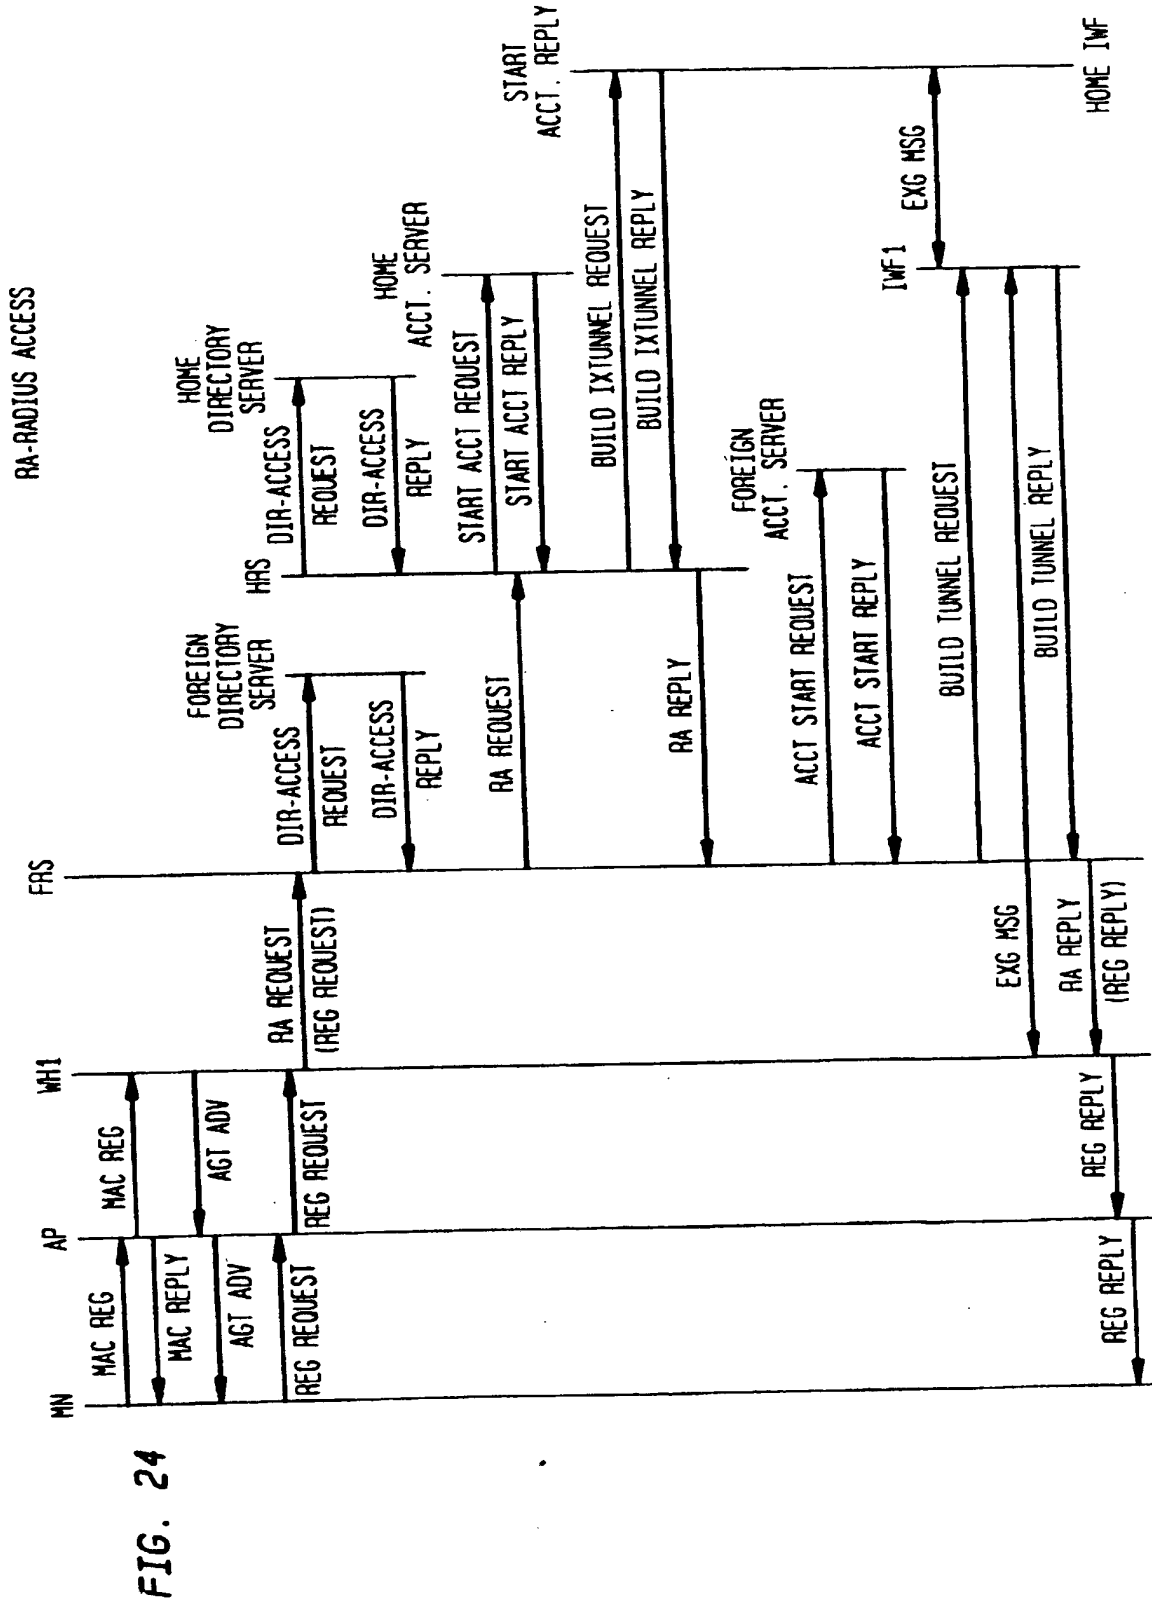 FIG. 24
RA-RADIUS ACCESS
MN
AP
WH1
FRS
FOREIGN
DIRECTORY
SERVER
HRS
HOME
DIRECTORY
SERVER
HOME
ACCT. SERVER
START
ACCT. REPLY
MAC REG
MAC REG
MAC REPLY
AGT ADV
AGT ADV
REG REQUEST
REG REQUEST
RA REQUEST
(REG REQUEST)
DIR-ACCESS
REQUEST
DIR-ACCESS
REPLY
DIR-ACCESS
REQUEST
DIR-ACCESS
REPLY
RA REQUEST
START ACCT REQUEST
START ACCT REPLY
BUILD IXTUNNEL REQUEST
BUILD IXTUNNEL REPLY
RA REPLY
FOREIGN
ACCT. SERVER
ACCT START REQUEST
ACCT START REPLY
IWF1
EXG MSG
BUILD TUNNEL REQUEST
EXG MSG
BUILD TUNNEL REPLY
RA REPLY
(REG REPLY)
REG REPLY
REG REPLY
HOME IWF